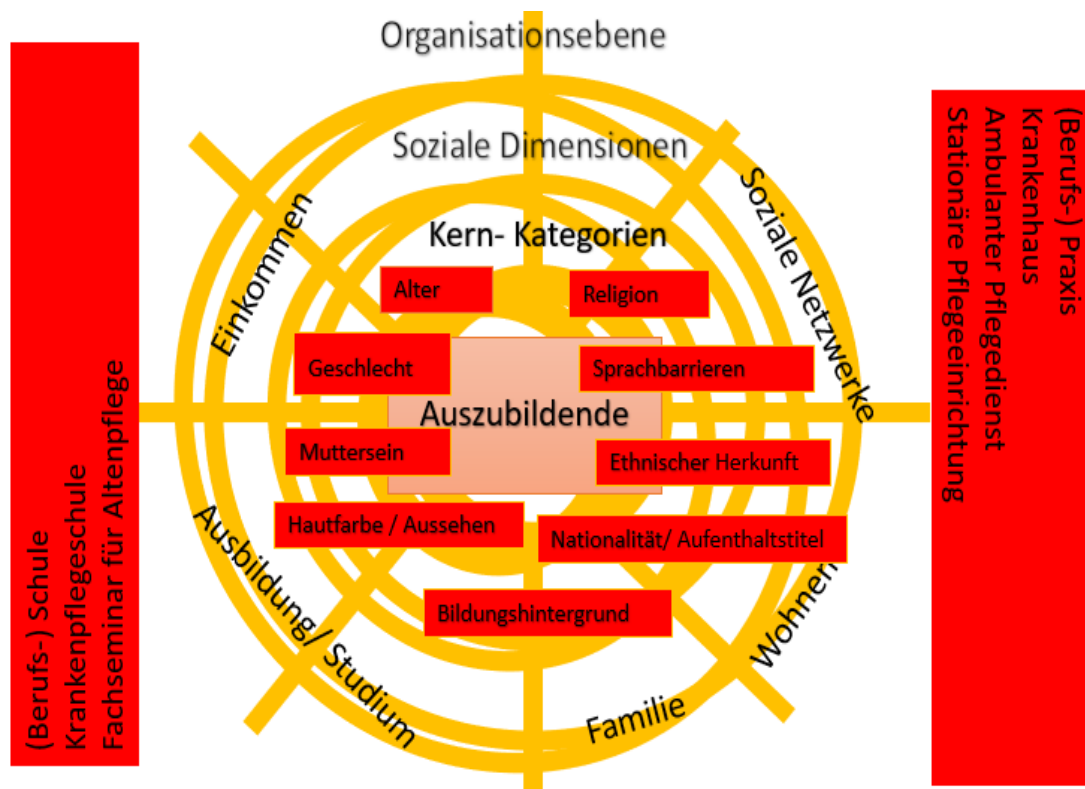 Organisationsebene
Soziale Dimensionen
Kern- Kategorien
Alter
Religion
Geschlecht
Sprachbarrieren
Auszubildende
Muttersein
Ethnischer Herkunft
Hautfarbe / Aussehen
Nationalität/ Aufenthaltstitel
Bildungshintergrund
Einkommen
Soziale Netzwerke
Ausbildung/ Studium
Familie
Wohnen
(Berufs-) Schule
Krankenpflegeschule
Fachseminar für Altenpflege
(Berufs-) Praxis
Krankenhaus
Ambulanter Pflegedienst
Stationäre Pflegeeinrichtung